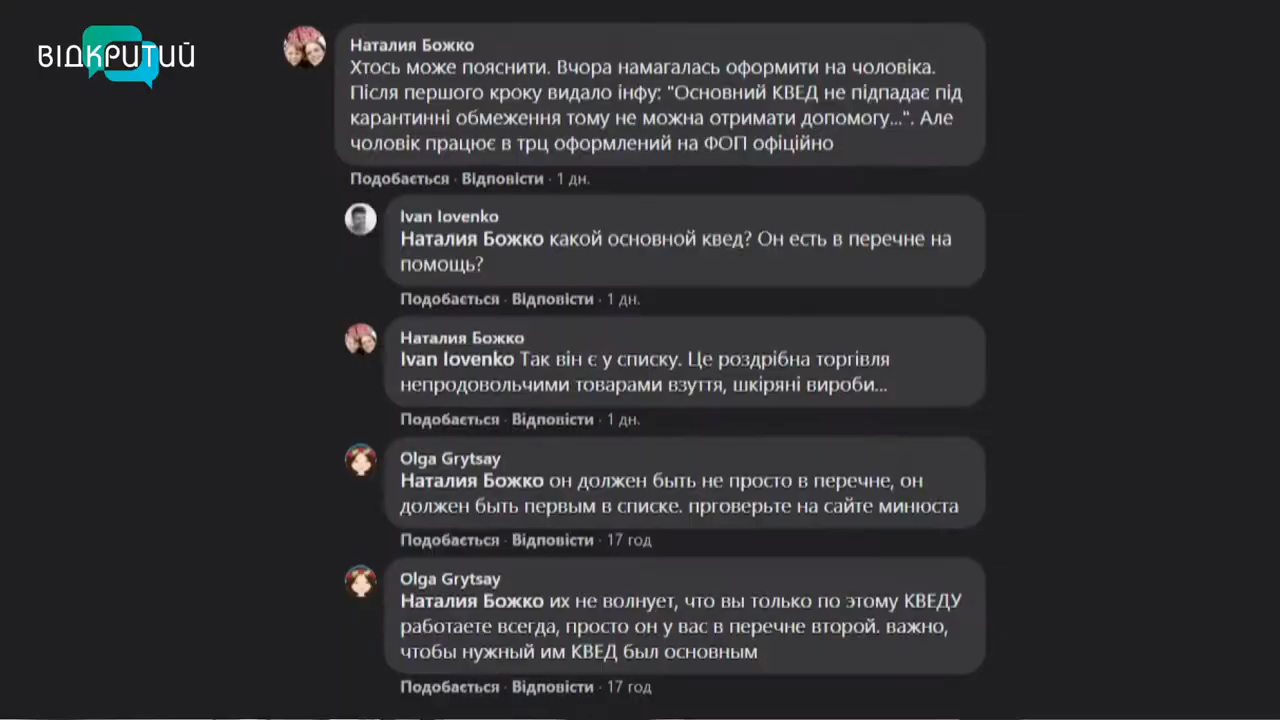 ВІДКРИТИЙ
Наталия Божко
Хтось може пояснити. Вчора намагалась оформити на чоловіка.
Після першого кроку видало інфу: "Основний КВЕД не підпадає під
карантинні обмеження тому не можна отримати допомогу...". Але
чоловік працює в трц оформлений на ФОП офіційно
Подобається · Відповісти · 1 дн.
Ivan Iovenko
Наталия Божко какой основной квед? Он есть в перечне на
помощь?
Подобається · Відповісти · 1 дн.
Наталия Божко
Ivan Iovenko Так він є у списку. Це роздрібна торгівля
непродовольчими товарами взуття, шкіряні вироби...
Подобається · Відповісти · 1 дн.
Olga Grytsay
Наталия Божко он должен быть не просто в перечне, он
должен быть первым в списке. прговерьте на сайте минюста
Подобається · Відповісти · 17 год
Olga Grytsay
Наталия Божко их не волнует, что вы только по этому КВЕДУ
работаете всегда, просто он у вас в перечне второй. важно,
чтобы нужный им КВЕД был основным
Подобається · Відповісти · 17 год